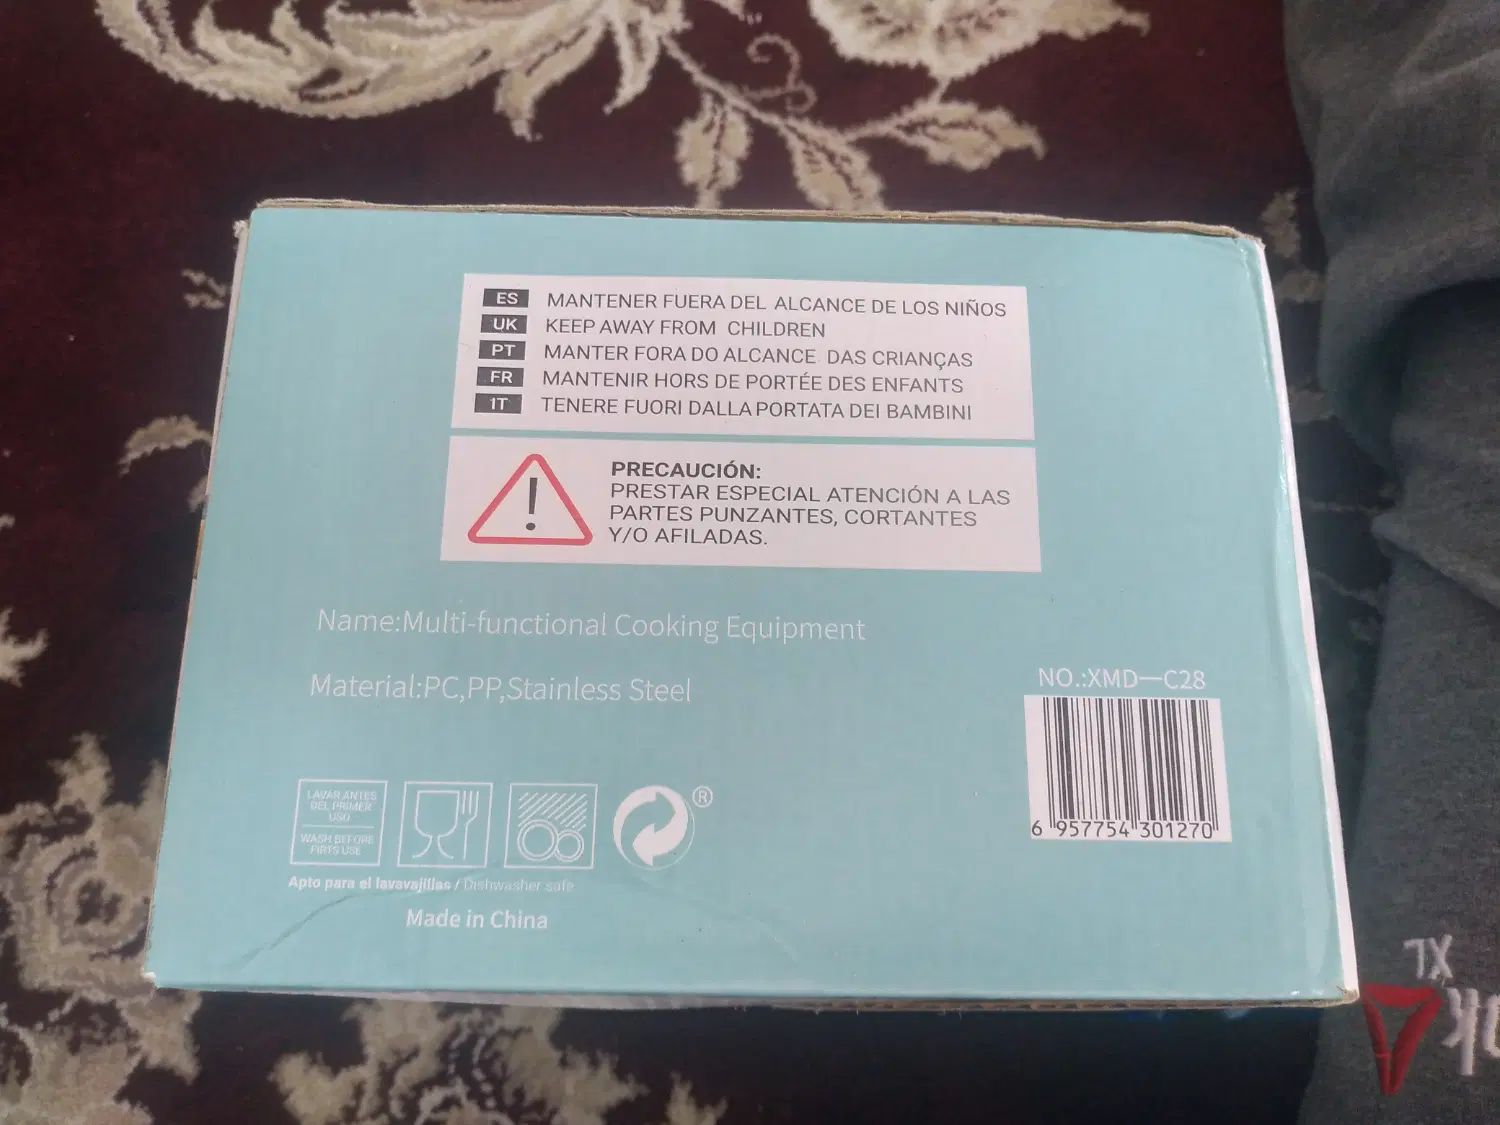 ES MANTENER FUERA DEL ALCANCE DE LOS NIÑOS
UK KEEP AWAY FROM CHILDREN
PT MANTER FORA DO ALCANCE DAS CRIANÇAS
FR MANTENIR HORS DE PORTÉE DES ENFANTS
1T TENERE FUORI DALLA PORTATA DEI BAMBINI
!
PRECAUCIÓN:
PRESTAR ESPECIAL ATENCIÓN A LAS
PARTES PUNZANTES, CORTANTES
Y/O AFILADAS.
Name:Multi-functional Cooking Equipment
Material:PC,PP,Stainless Steel
NO.:XMD—C28
6 957754 301270
LAVAR ANTES
DEL PRIMER
USO
WASH BEFORE
FIRTS USE
®
Apto para el lavavajillas / Dishwasher safe
Made in China
XL